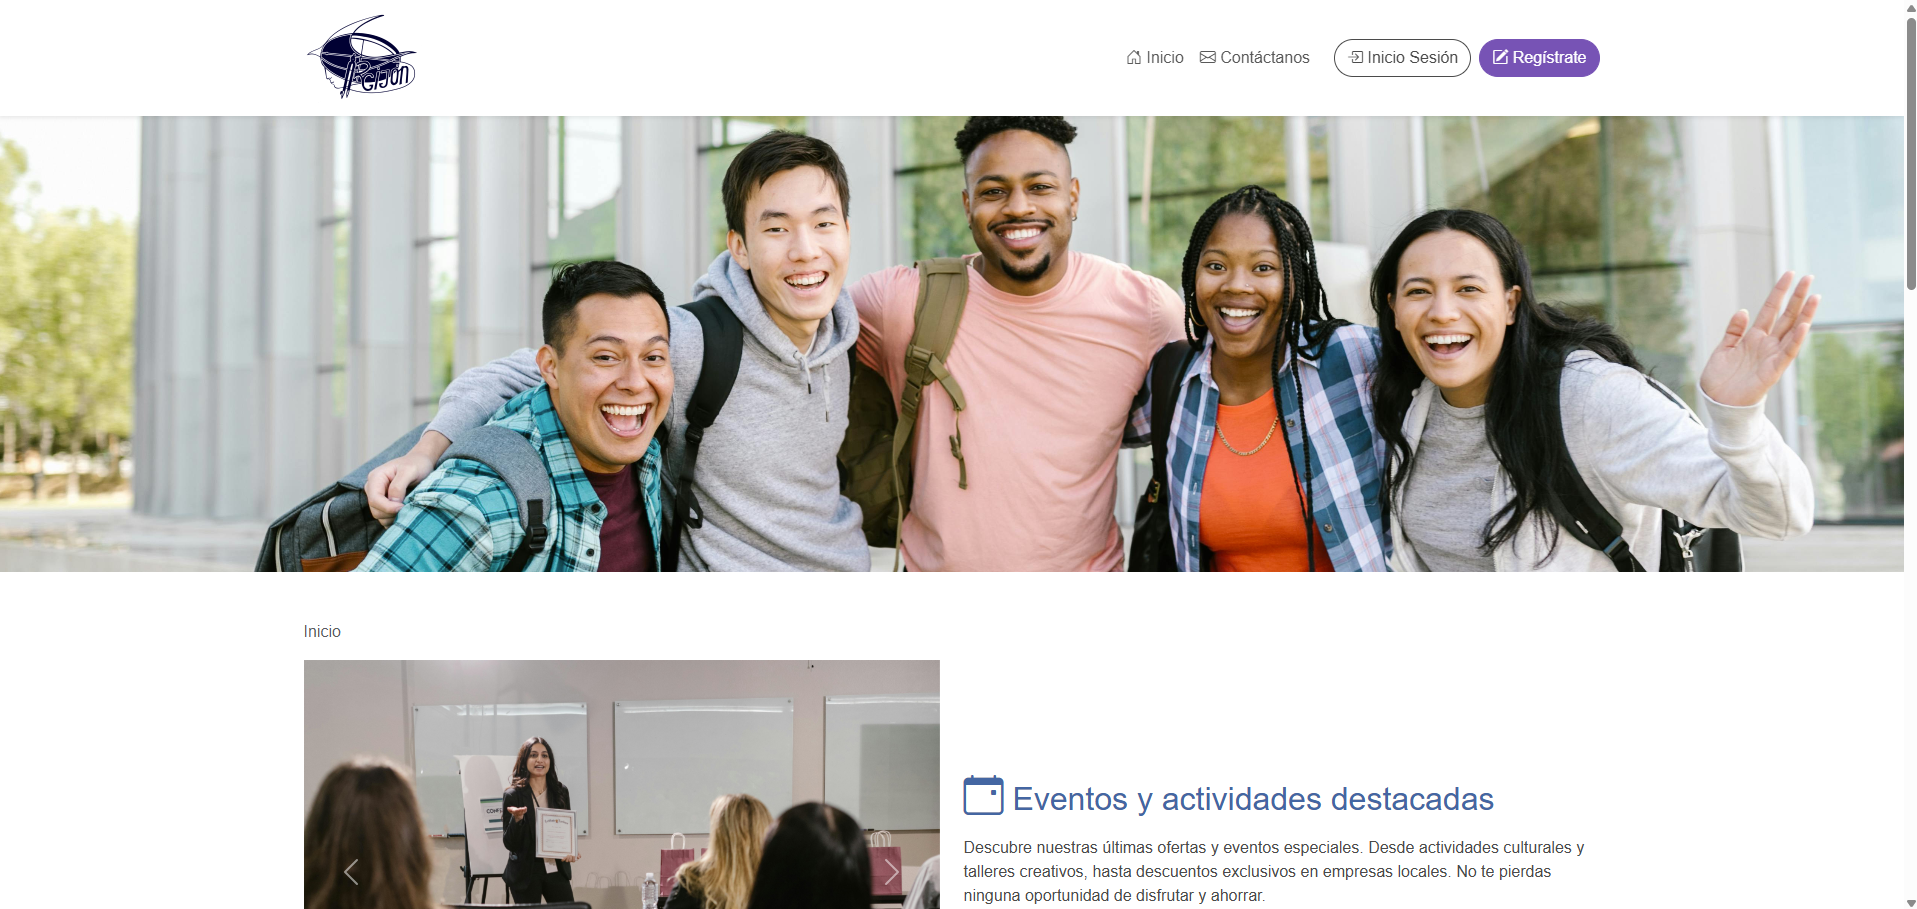 Gijón
Inicio
Contáctanos
Inicio Sesión
Regístrate
Inicio
Eventos y actividades destacadas
Descubre nuestras últimas ofertas y eventos especiales. Desde actividades culturales y
talleres creativos, hasta descuentos exclusivos en empresas locales. No te pierdas
ninguna oportunidad de disfrutar y ahorrar.